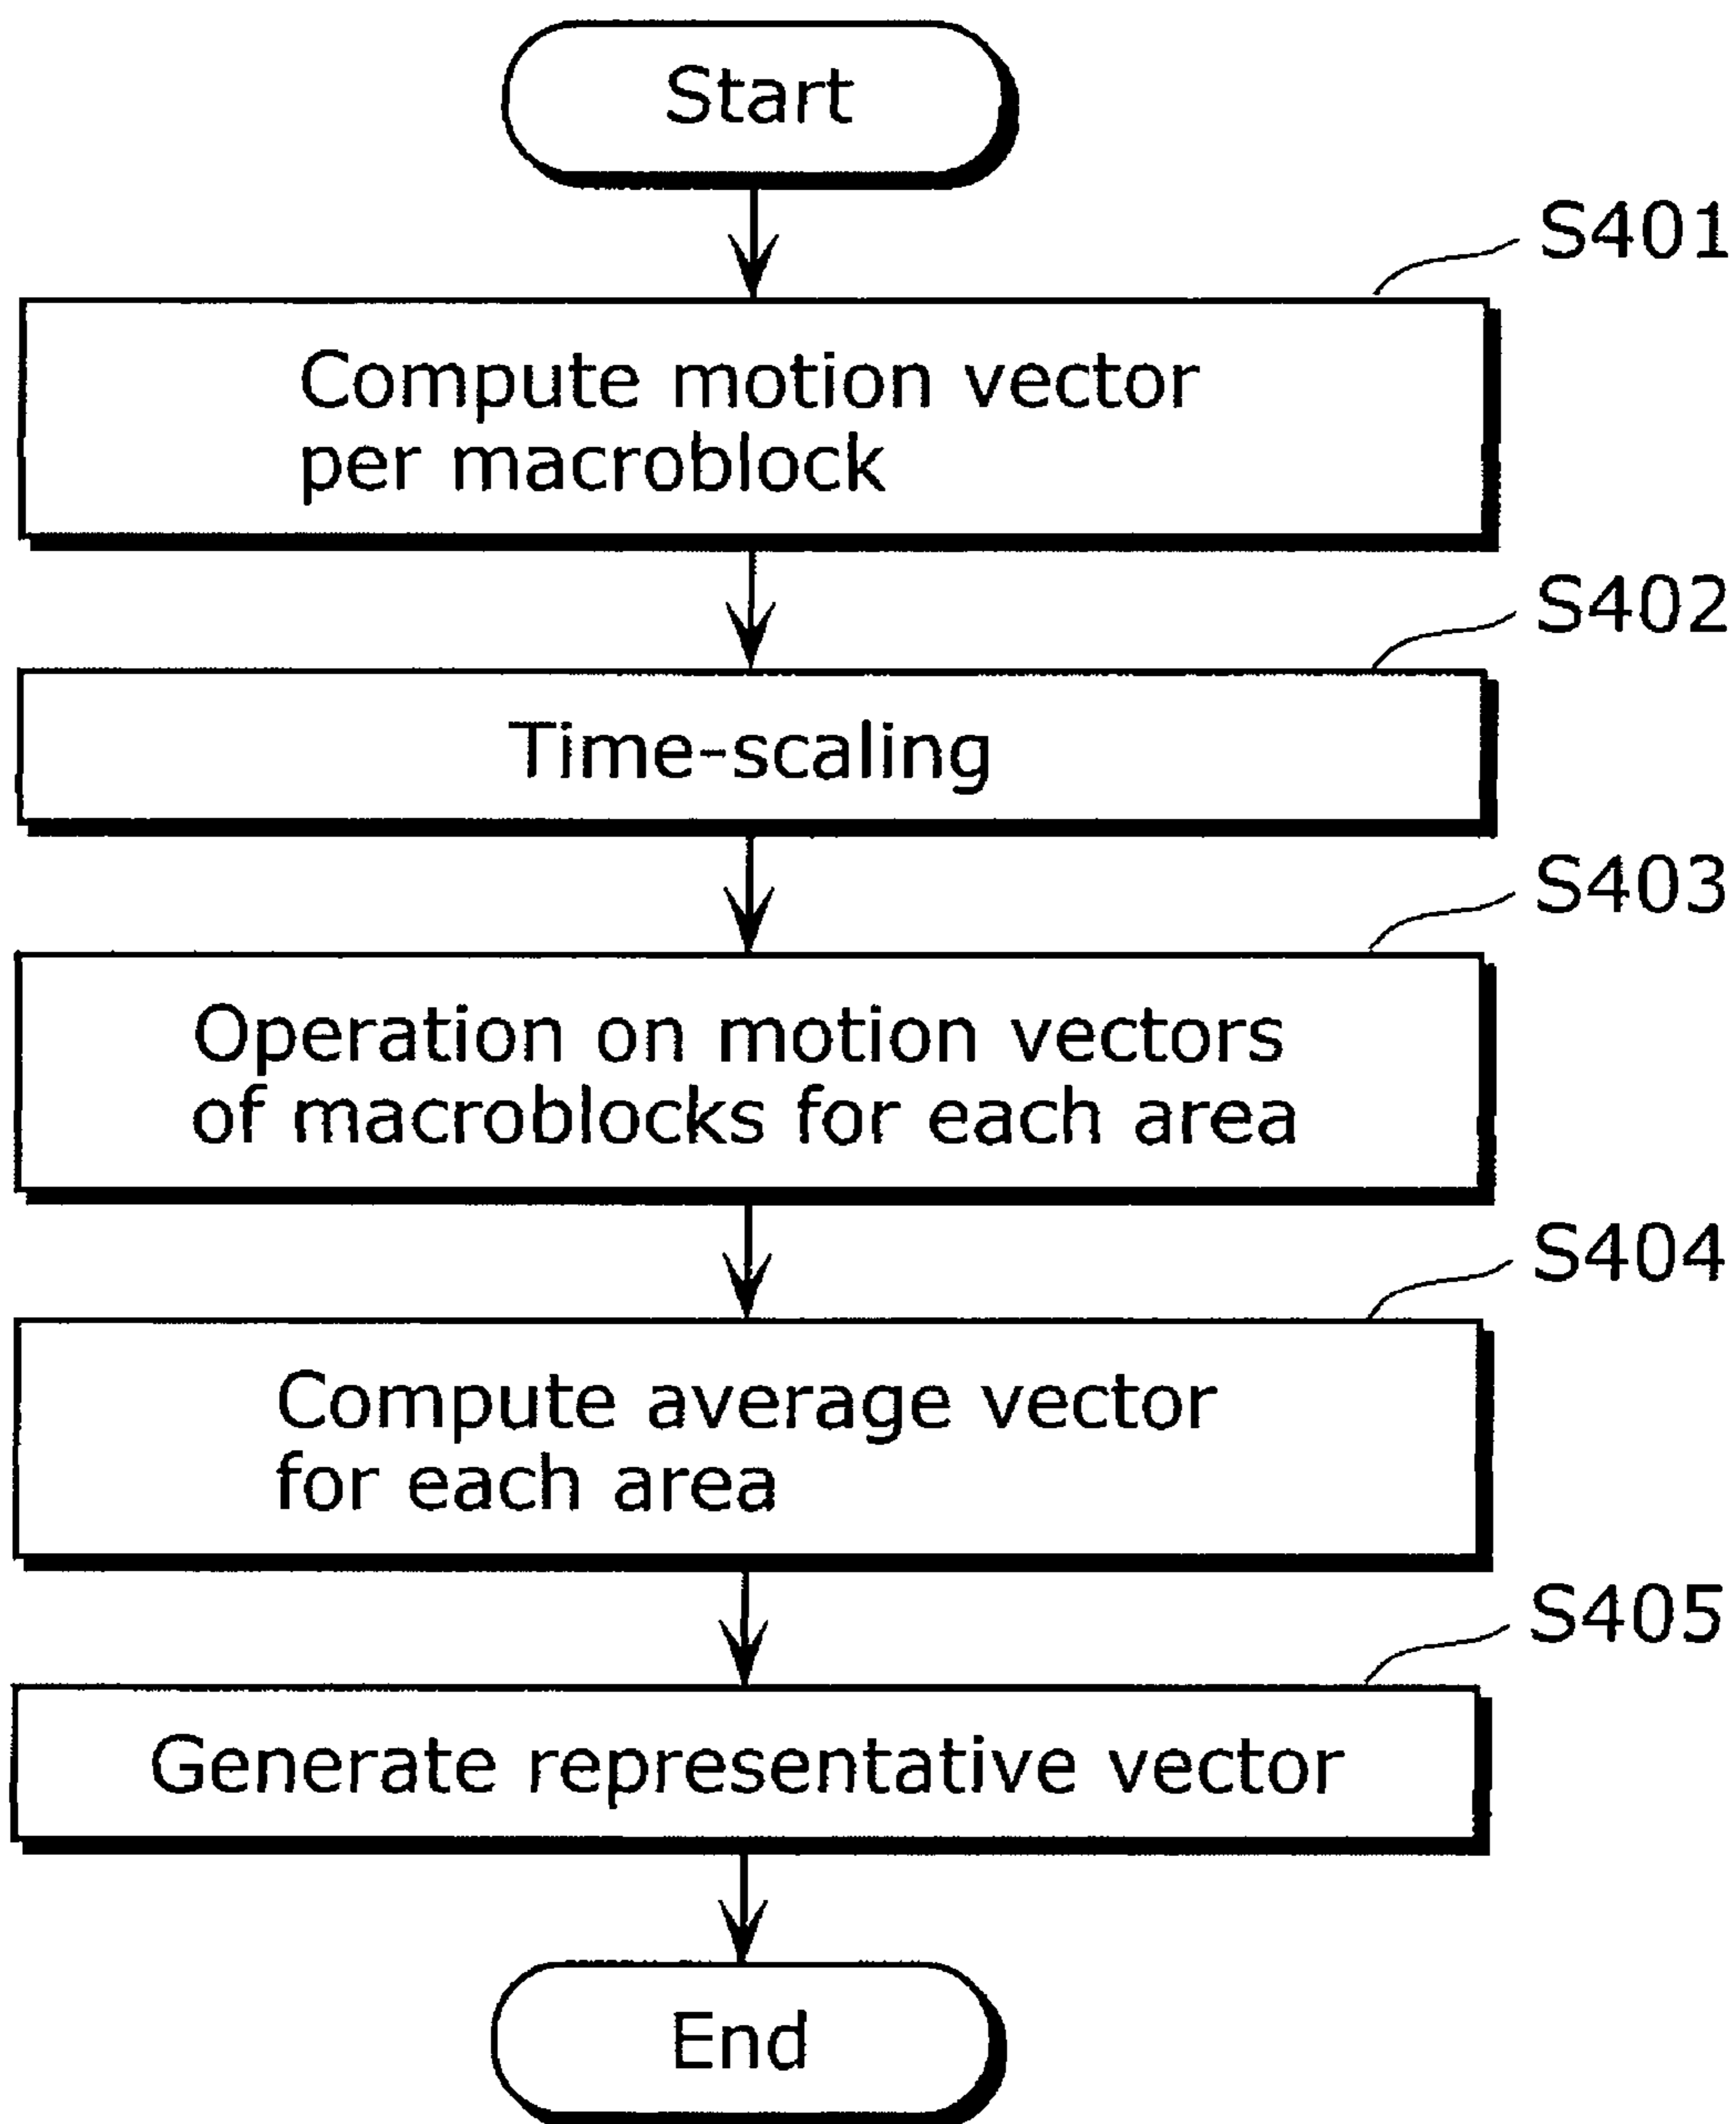 Start
S401
Compute motion vector
per macroblock
S402
Time-scaling
S403
Operation on motion vectors
of macroblocks for each area
S404
Compute average vector
for each area
S405
Generate representative vector
End